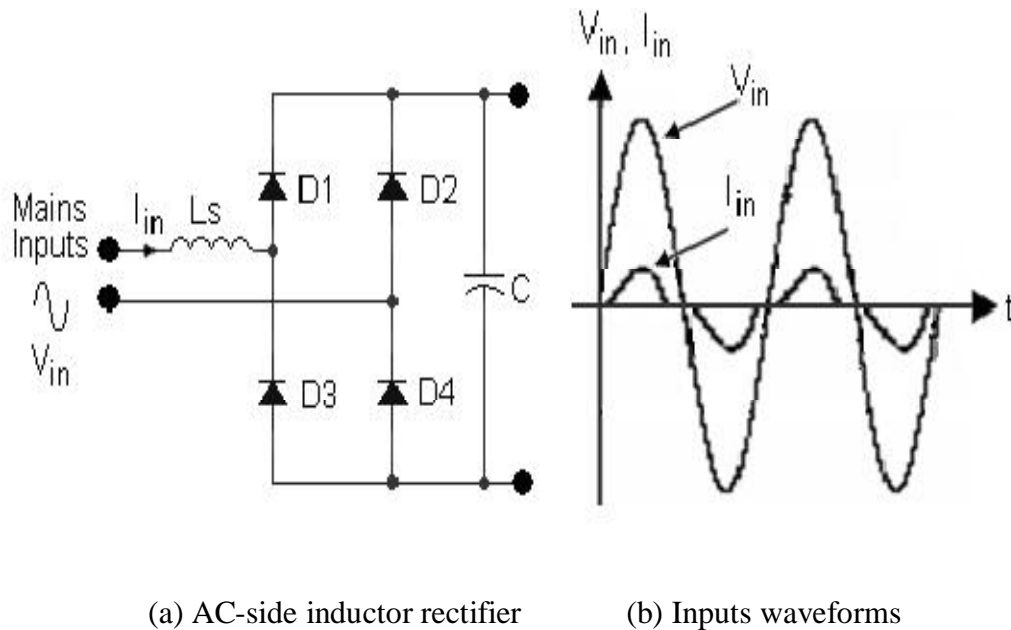 V_in, I_in
V_in
I_in
t
D1
D2
Mains
Inputs
I_in
Ls
C
V_in
D3
D4
(a) AC-side inductor rectifier
(b) Inputs waveforms